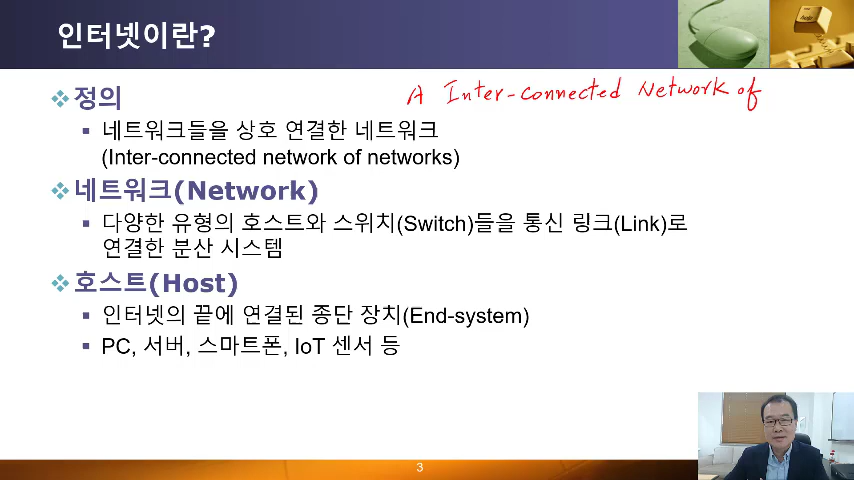 인터넷이란?
정의
A Inter-connected Network of
네트워크들을 상호 연결한 네트워크
(Inter-connected network of networks)
네트워크(Network)
다양한 유형의 호스트와 스위치(Switch)들을 통신 링크(Link)로
연결한 분산 시스템
호스트(Host)
인터넷의 끝에 연결된 종단 장치(End-system)
PC, 서버, 스마트폰, IoT 센서 등
3